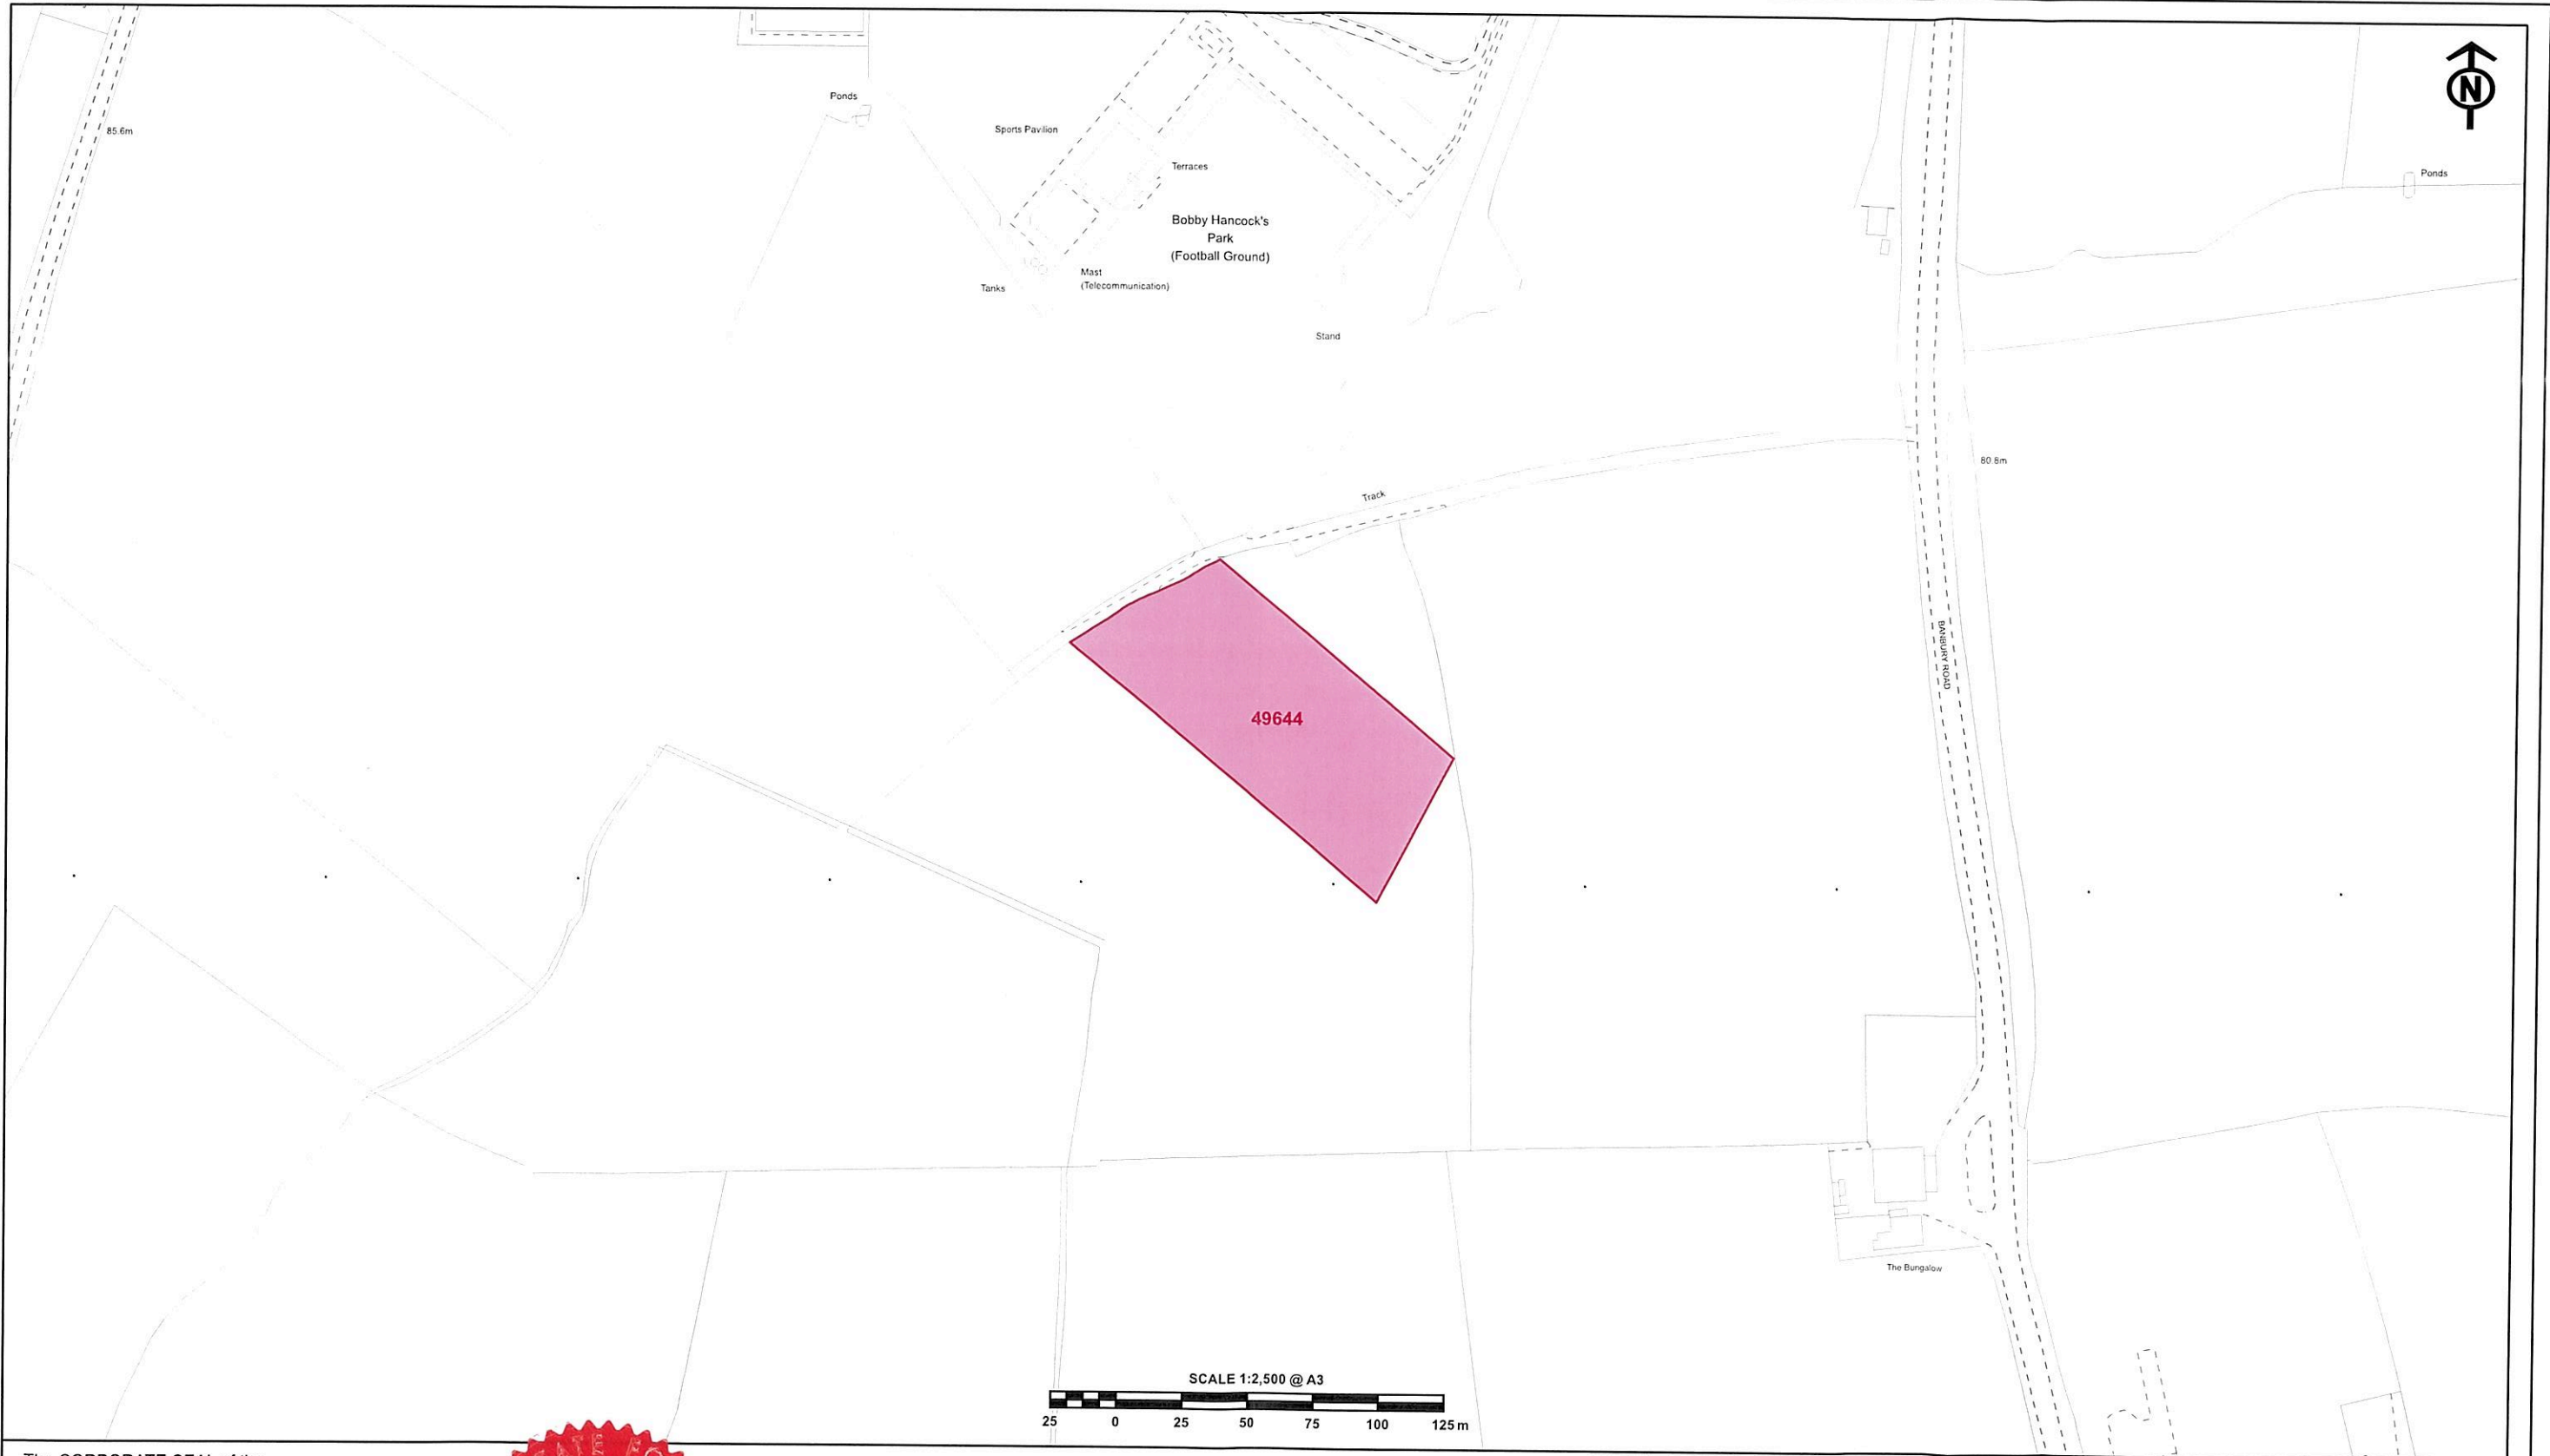 N
Ponds
85.6m
Sports Pavilion
Terraces
Ponds
Bobby Hancock's
Park
(Football Ground)
Mast
(Telecommunication)
Tanks
Stand
80.8m
Track
BANBURY ROAD
49644
The Bungalow
SCALE 1:2,500 @ A3
25 0 25 50 75 100 125 m